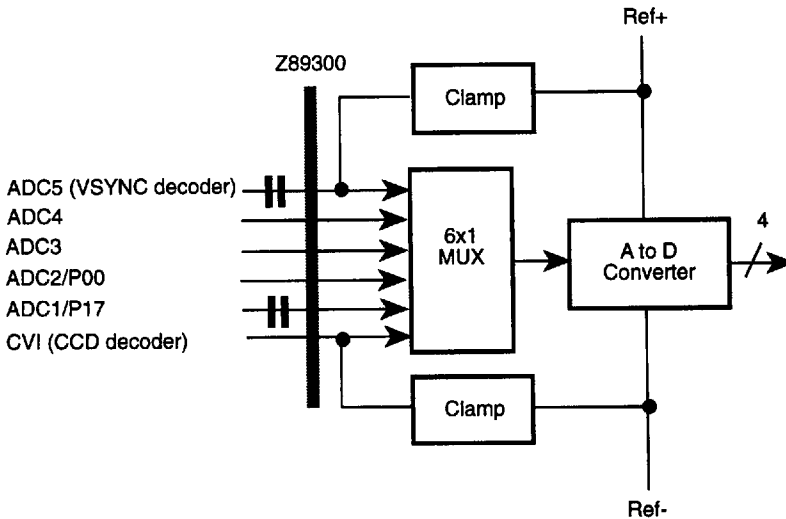 Ref+
Z89300
Clamp
ADC5 (VSYNC decoder)
ADC4
ADC3
ADC2/P00
ADC1/P17
CVI (CCD decoder)
6x1
MUX
A to D
Converter
4
Clamp
Ref-